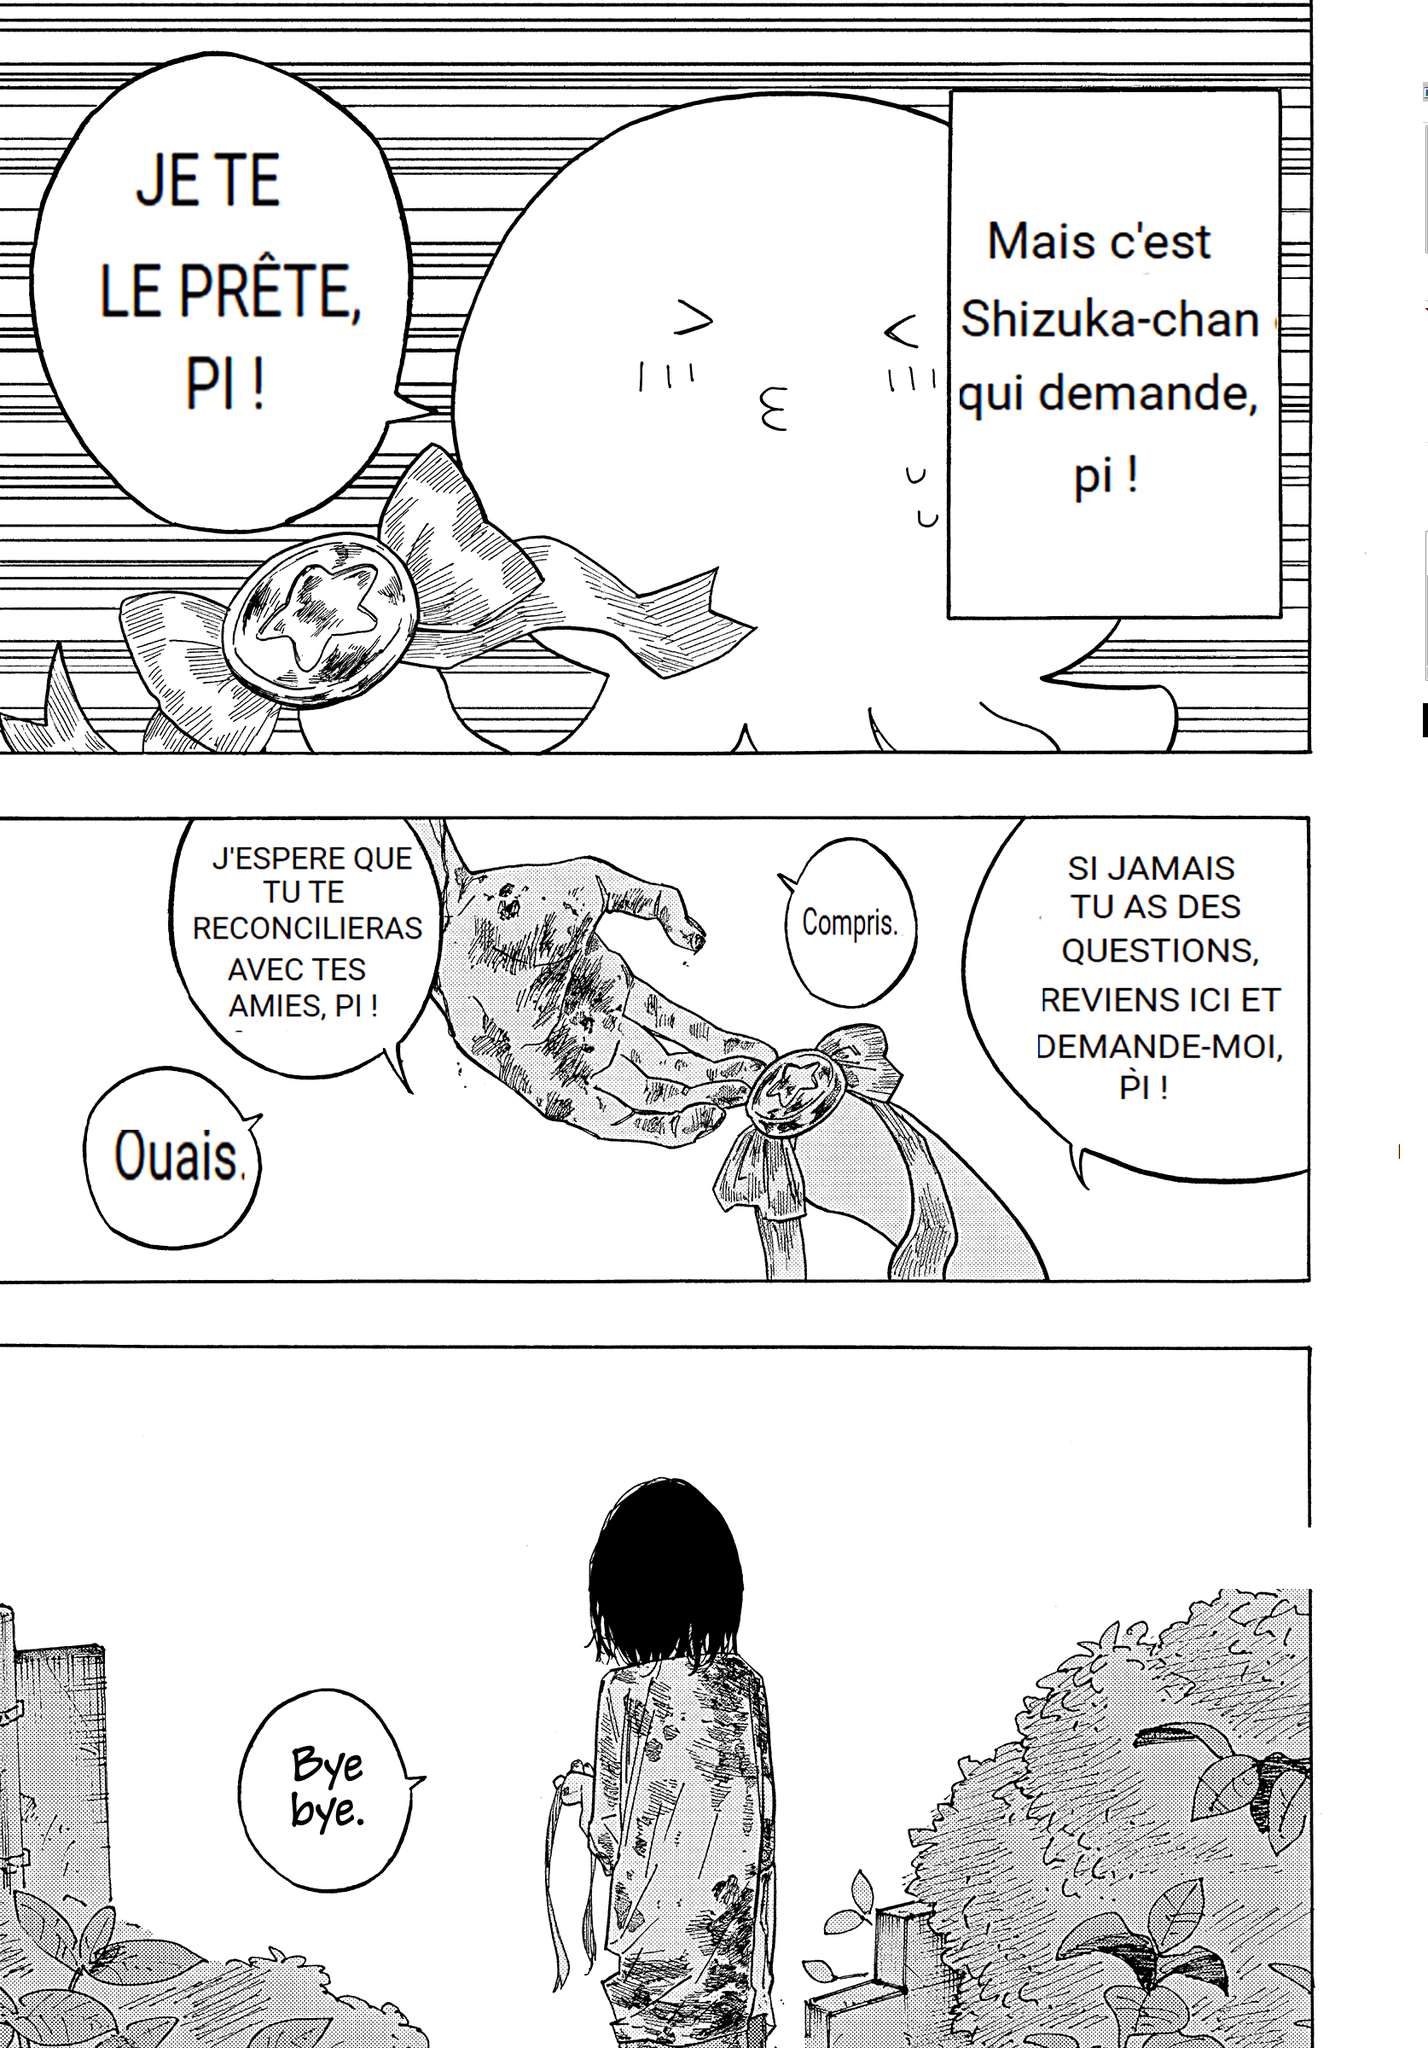 Mais c'est
Shizuka-chan
qui demande,
pi !
JE TE
LE PRÊTE,
PI !
SI JAMAIS
TU AS DES
QUESTIONS,
REVIENS ICI ET
DEMANDE-MOI,
PI !
Compris.
J'ESPERE QUE
TU TE
RECONCILIERAS
AVEC TES
AMIES, PI !
Ouais.
Bye
bye.